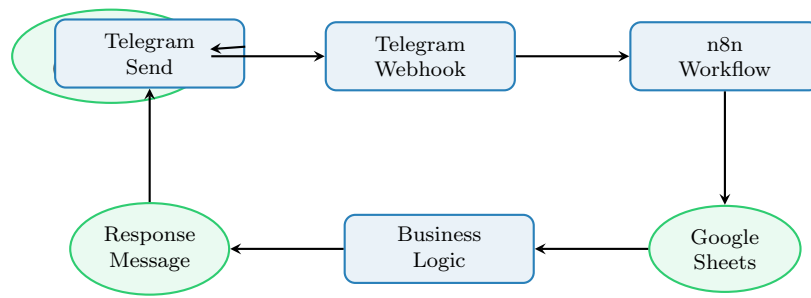 Telegram
Send
Telegram
Webhook
n8n
Workflow
Response
Message
Business
Logic
Google
Sheets